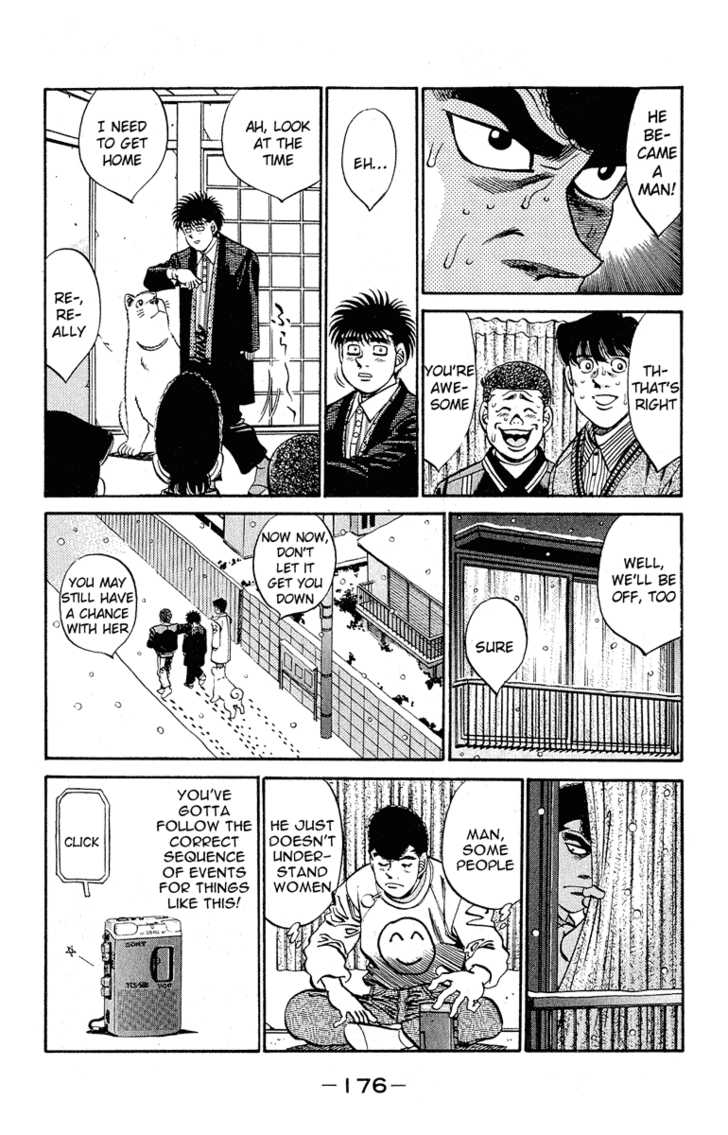 HE
BE-
CAME
A
MAN!
TH-
THAT'S
RIGHT
YOU'RE
AWE-
SOME
EH...
AH, LOOK
AT THE
TIME
I NEED
TO GET
HOME
RE-,
RE-
ALLY
ふら
WELL,
WE'LL BE
OFF, TOO
SURE
NOW NOW,
DON'T
LET IT
GET YOU
DOWN
YOU MAY
STILL HAVE
A CHANCE
WITH HER
MAN,
SOME
PEOPLE
HE JUST
DOESN'T
UNDER-
STAND
WOMEN
YOU'VE
GOTTA
FOLLOW THE
CORRECT
SEQUENCE
OF EVENTS
FOR THINGS
LIKE THIS!
CLICK
SONY
-176-